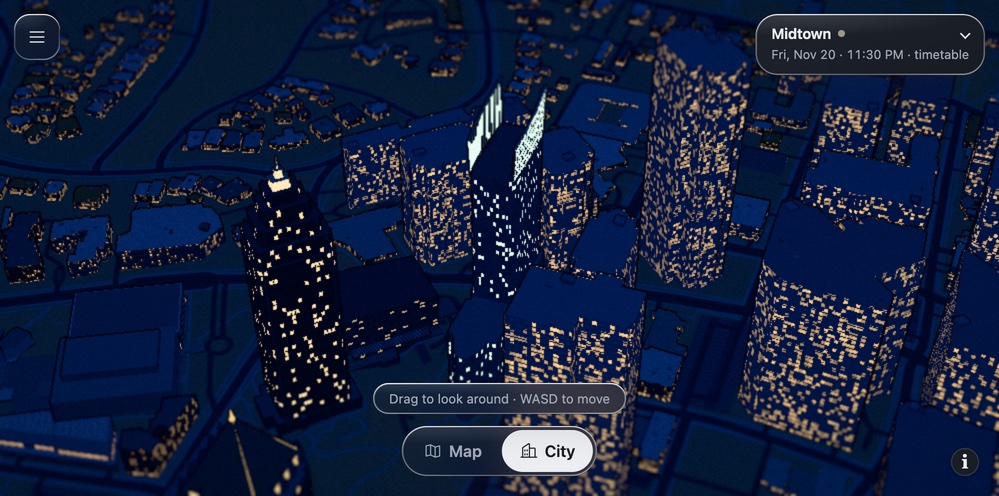 Midtown
Fri, Nov 20 · 11:30 PM · timetable
Drag to look around · WASD to move
Map
City
i